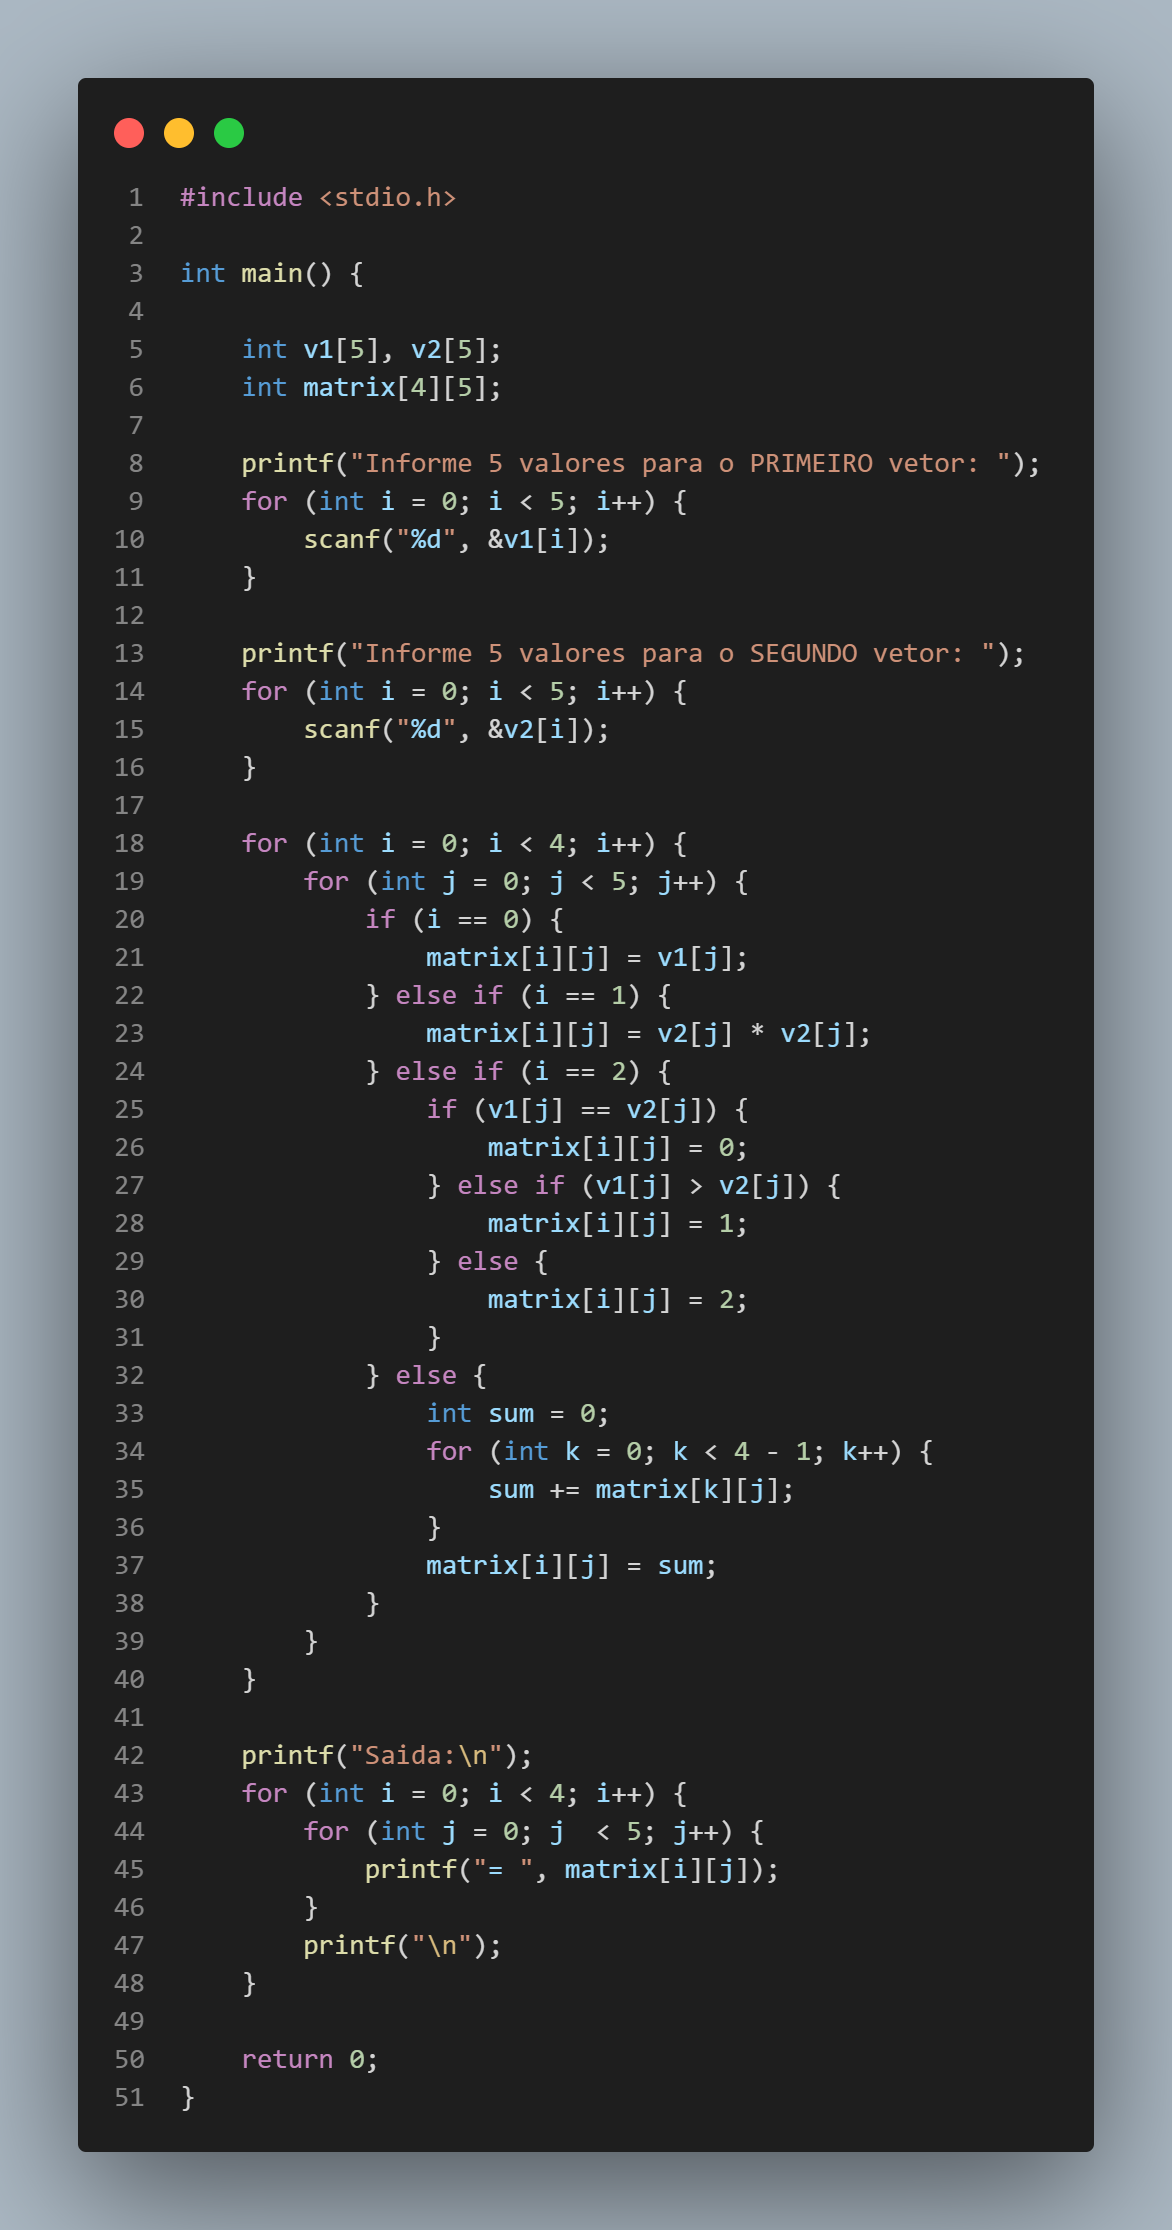 1 #include <stdio.h>
2
3 int main() {
4
5     int v1[5], v2[5];
6     int matrix[4][5];
7
8     printf("Informe 5 valores para o PRIMEIRO vetor: ");
9     for (int i = 0; i < 5; i++) {
10         scanf("%d", &v1[i]);
11     }
12
13     printf("Informe 5 valores para o SEGUNDO vetor: ");
14     for (int i = 0; i < 5; i++) {
15         scanf("%d", &v2[i]);
16     }
17
18     for (int i = 0; i < 4; i++) {
19         for (int j = 0; j < 5; j++) {
20             if (i == 0) {
21                 matrix[i][j] = v1[j];
22             } else if (i == 1) {
23                 matrix[i][j] = v2[j] * v2[j];
24             } else if (i == 2) {
25                 if (v1[j] == v2[j]) {
26                     matrix[i][j] = 0;
27                 } else if (v1[j] > v2[j]) {
28                     matrix[i][j] = 1;
29                 } else {
30                     matrix[i][j] = 2;
31                 }
32             } else {
33                 int sum = 0;
34                 for (int k = 0; k < 4 - 1; k++) {
35                     sum += matrix[k][j];
36                 }
37                 matrix[i][j] = sum;
38             }
39         }
40     }
41
42     printf("Saida:\n");
43     for (int i = 0; i < 4; i++) {
44         for (int j = 0; j  < 5; j++) {
45             printf("= ", matrix[i][j]);
46         }
47         printf("\n");
48     }
49
50     return 0;
51 }